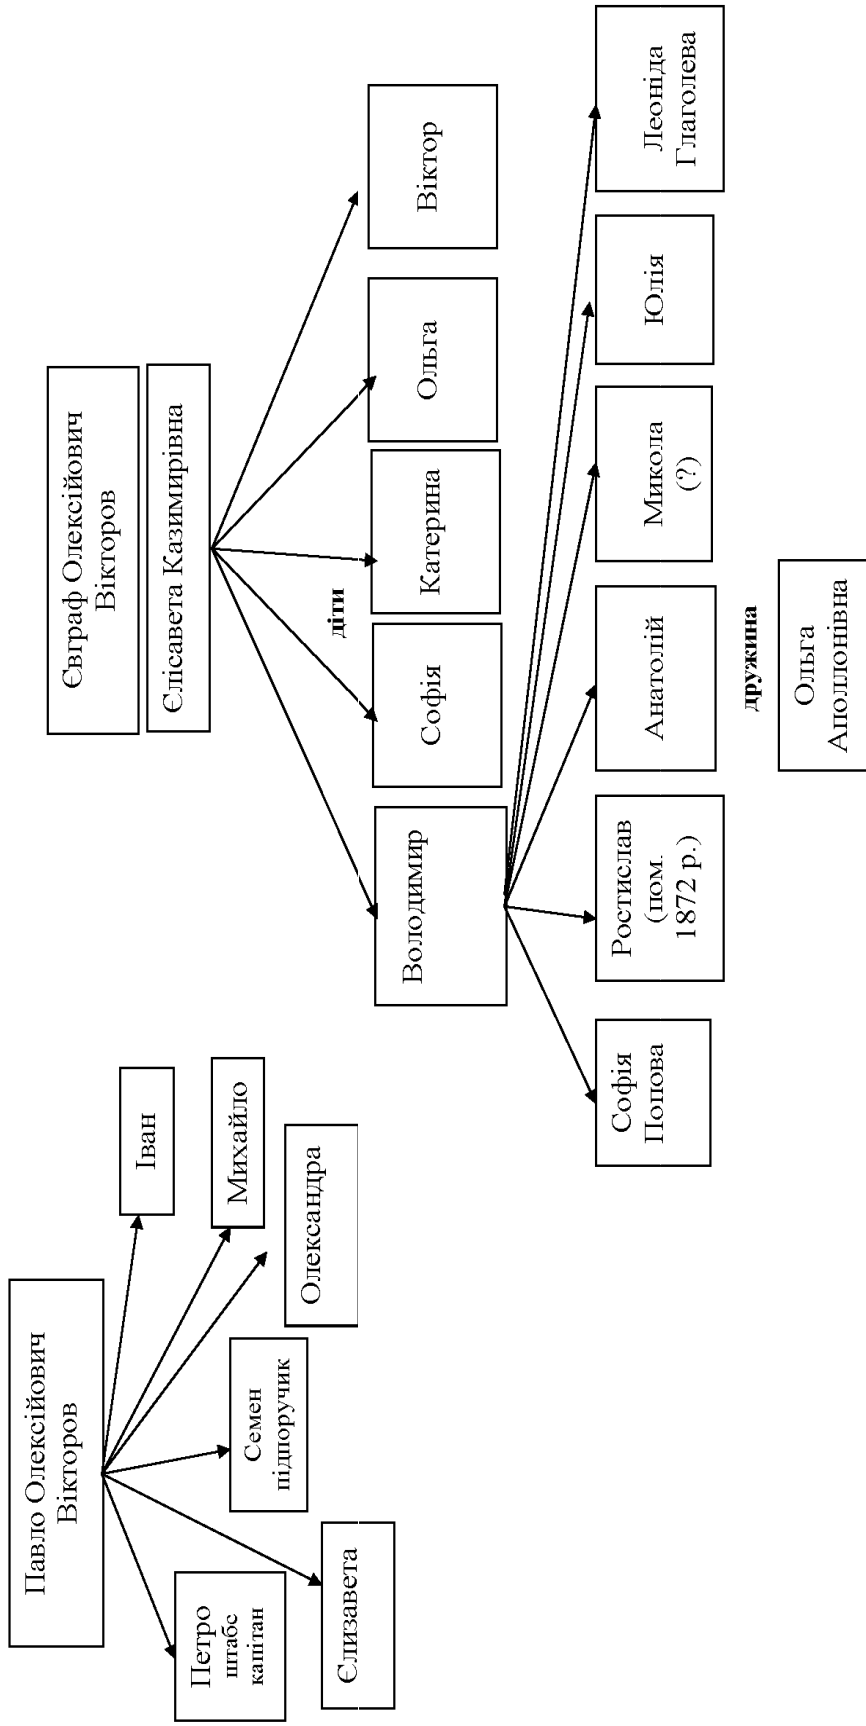 Павло Олексійович
Вікторов
Петро
штабс
капітан
Єлизавета
Семен
підпоручик
Олександра
Михайло
Іван
Євграф Олексійович
Вікторов
Єлісавета Казимирівна
діти
Володимир
Софія
Катерина
Ольга
Віктор
Софія
Попова
Ростислав
(пом.
1872 р.)
Анатолій
Микола
(?)
Юлія
Леоніда
Глаголева
дружина
Ольга
Аполлонівна